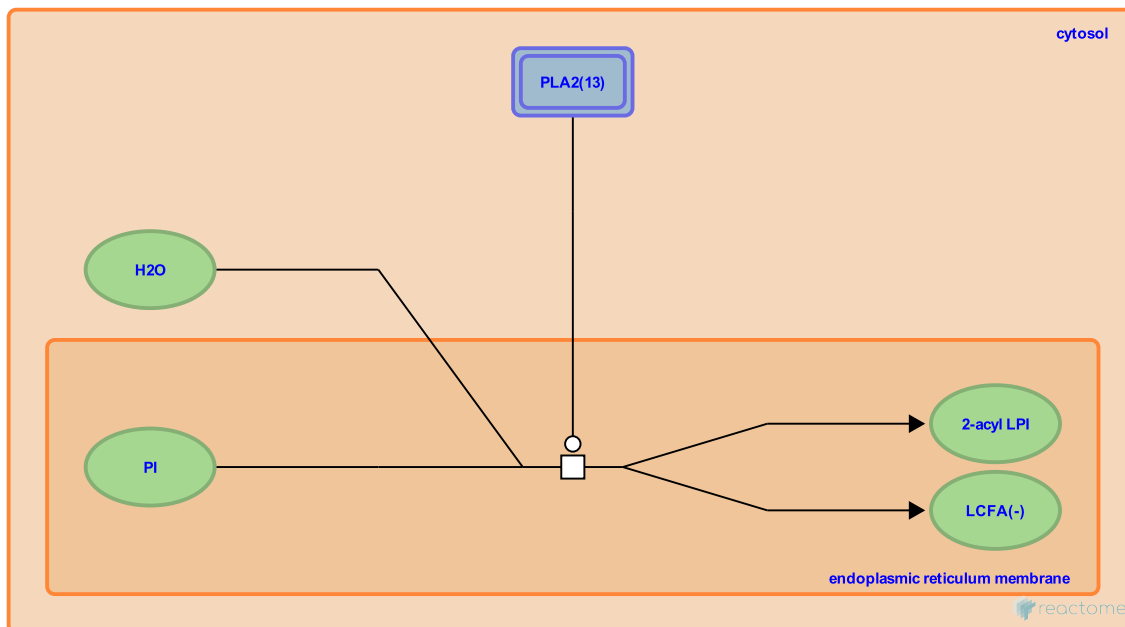 cytosol
PLA2(13)
H2O
2-acyl LPI
PI
LCFA(-)
endoplasmic reticulum membrane
reactome